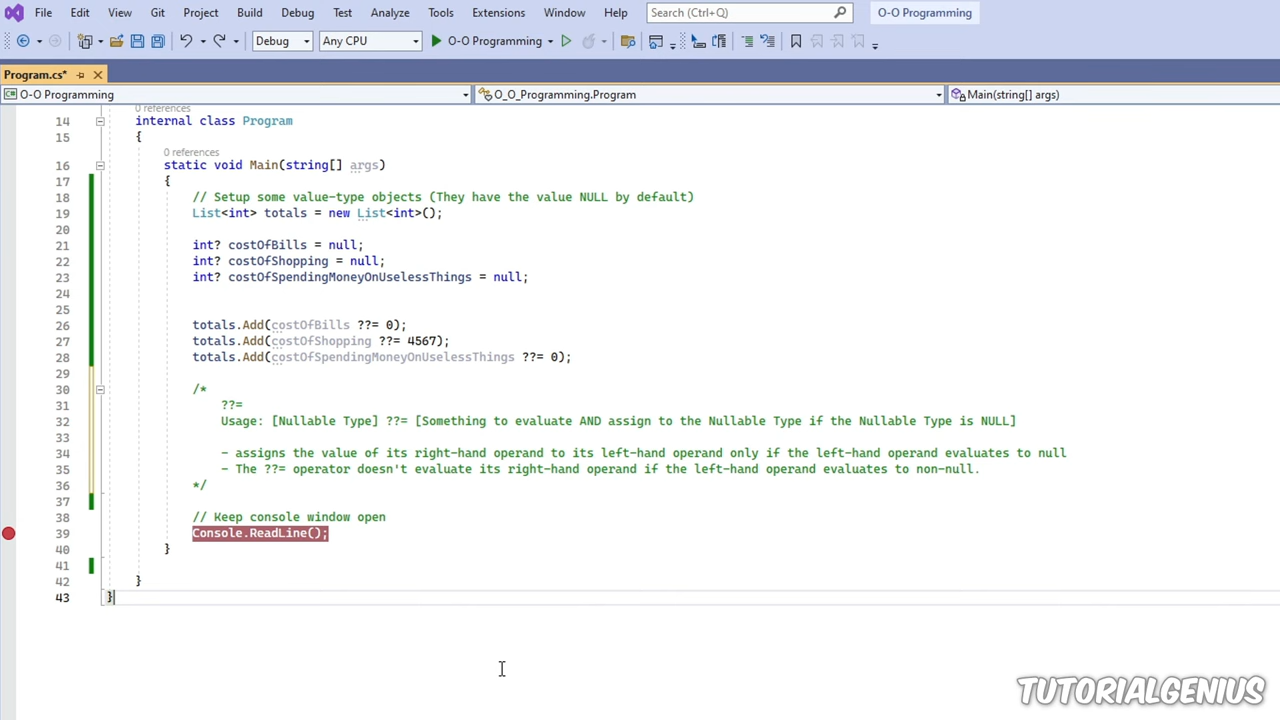 File Edit View Git Project Build Debug Test Analyze Tools Extensions Window Help Search (Ctrl+Q) O-O Programming
Debug Any CPU O-O Programming
Program.cs*
O-O Programming O_O_Programming.Program Main(string[] args)
0 references
14 internal class Program
15 {
0 references
16 static void Main(string[] args)
17 {
18 // Setup some value-type objects (They have the value NULL by default)
19 List<int> totals = new List<int>();
20
21 int? costOfBills = null;
22 int? costOfShopping = null;
23 int? costOfSpendingMoneyOnUselessThings = null;
24
25
26 totals.Add(costOfBills ??= 0);
27 totals.Add(costOfShopping ??= 4567);
28 totals.Add(costOfSpendingMoneyOnUselessThings ??= 0);
29
30 /*
31 ??=
32 Usage: [Nullable Type] ??= [Something to evaluate AND assign to the Nullable Type if the Nullable Type is NULL]
33
34 - assigns the value of its right-hand operand to its left-hand operand only if the left-hand operand evaluates to null
35 - The ??= operator doesn't evaluate its right-hand operand if the left-hand operand evaluates to non-null.
36 */
37
38 // Keep console window open
39 Console.ReadLine();
40 }
41
42 }
43 }
TUTORIALGENIUS